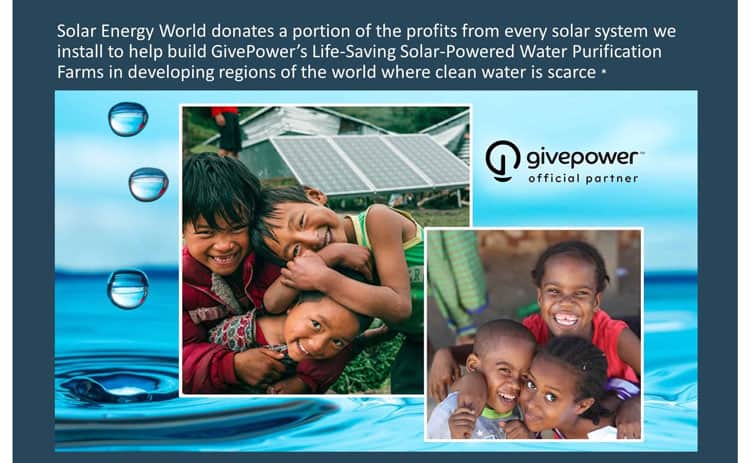 Solar Energy World donates a portion of the profits from every solar system we
install to help build GivePower’s Life-Saving Solar-Powered Water Purification
Farms in developing regions of the world where clean water is scarce *
givepower™
official partner